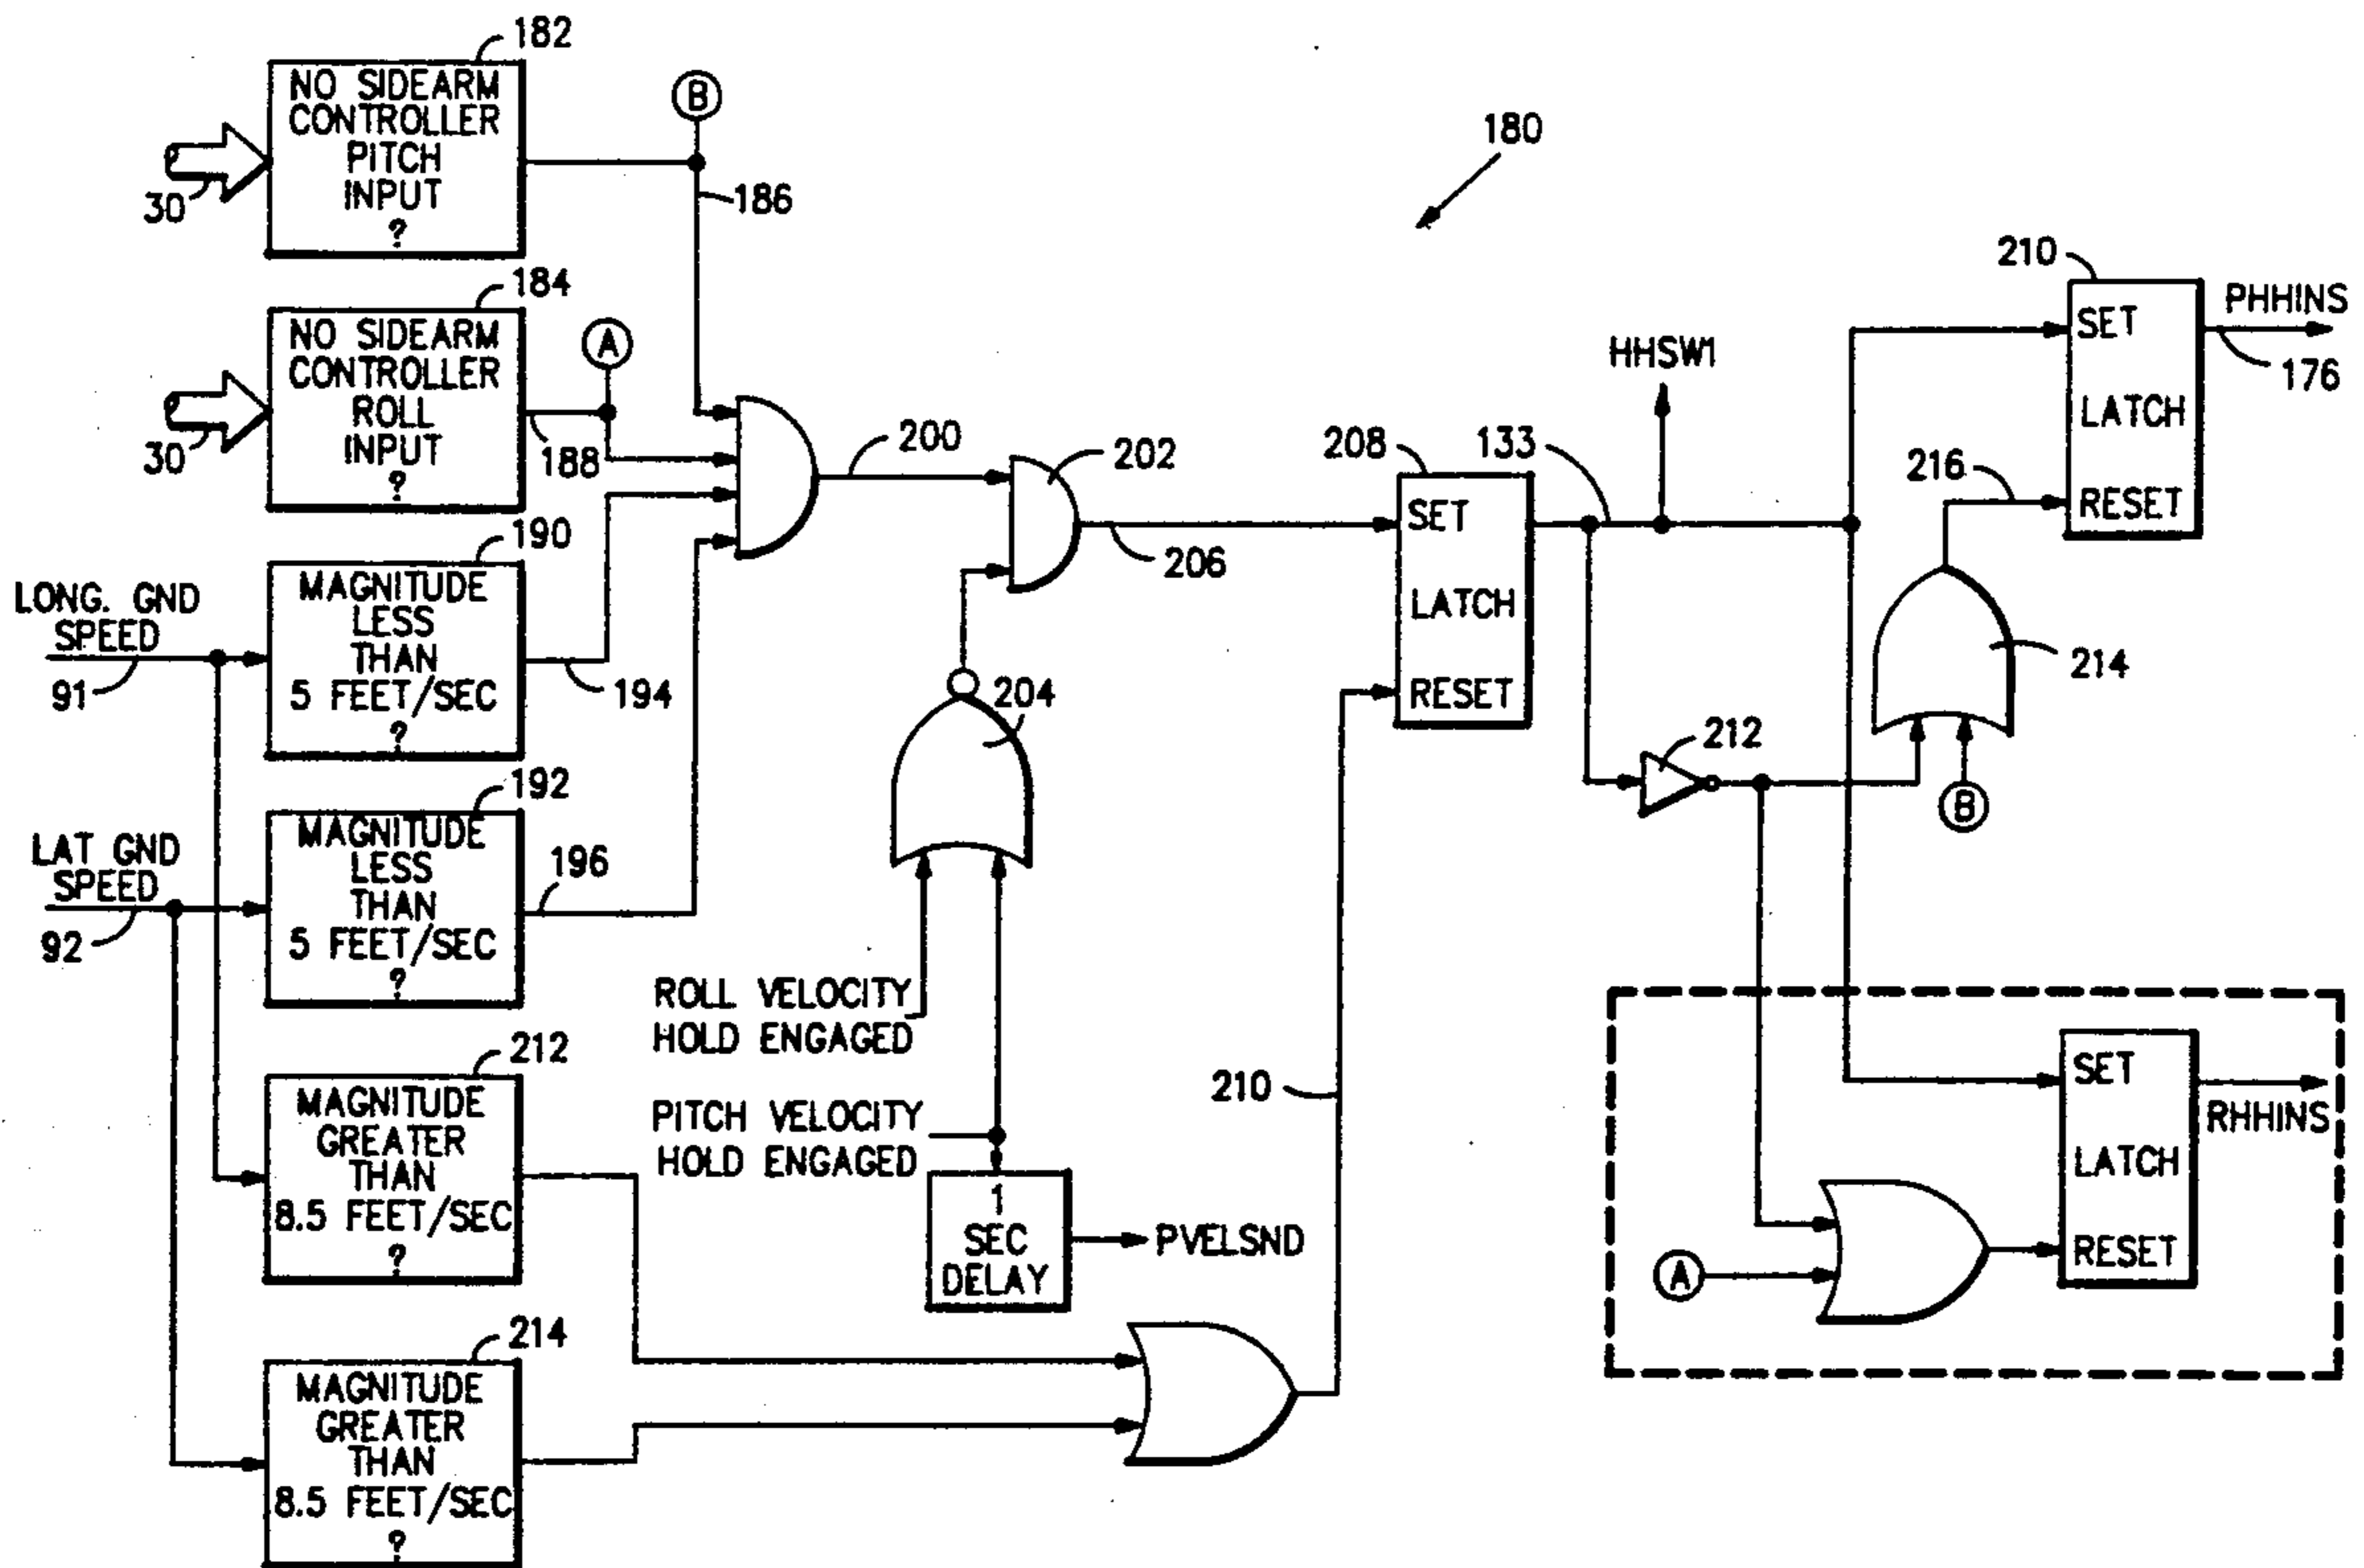 182
NO SIDEARM
CONTROLLER
PITCH
INPUT
?
30
B
186
180
184
NO SIDEARM
CONTROLLER
ROLL
INPUT
?
30
188
A
190
MAGNITUDE
LESS
THAN
5 FEET/SEC
?
LONG. GND
SPEED
91
194
192
MAGNITUDE
LESS
THAN
5 FEET/SEC
?
LAT GND
SPEED
92
196
212
MAGNITUDE
GREATER
THAN
8.5 FEET/SEC
?
214
MAGNITUDE
GREATER
THAN
8.5 FEET/SEC
?
200
202
206
204
ROLL VELOCITY
HOLD ENGAGED
PITCH VELOCITY
HOLD ENGAGED
1
SEC
DELAY
PVELSND
210
208
SET
LATCH
RESET
133
HHSW1
212
210
SET
LATCH
RESET
PHHINS
176
216
214
B
SET
LATCH
RESET
RHHINS
A